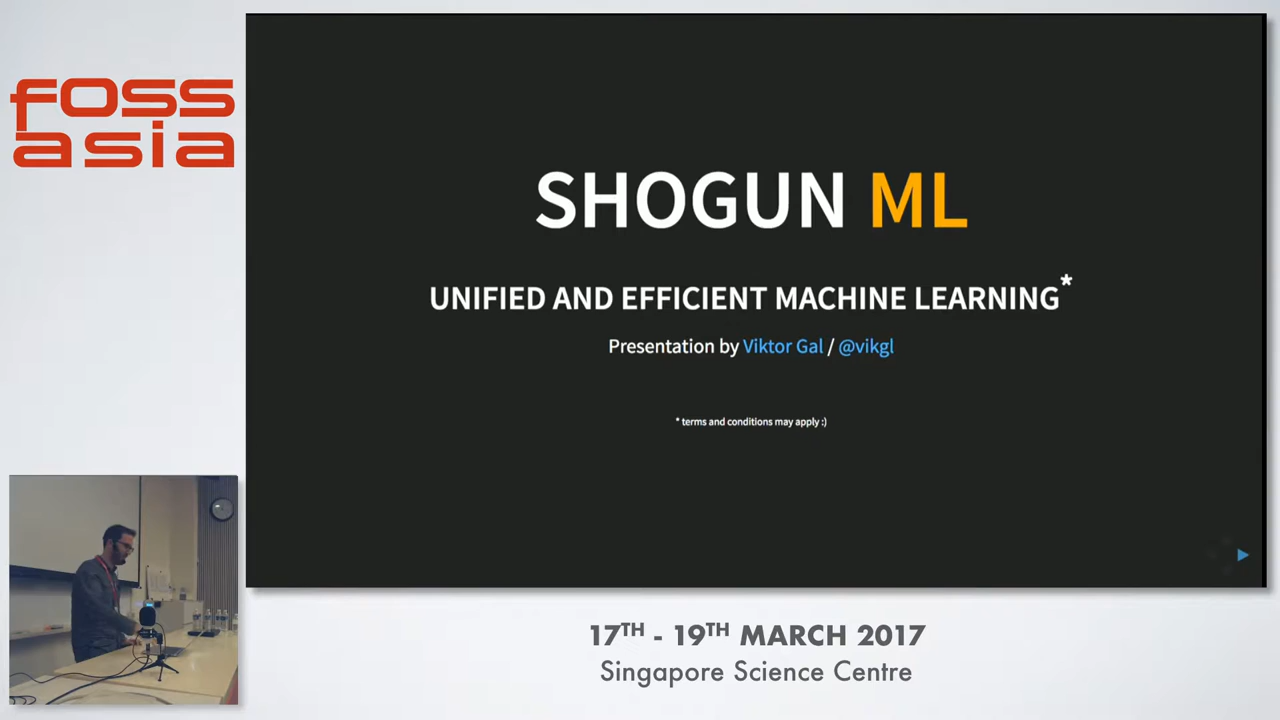 foss
asia
SHOGUN ML
UNIFIED AND EFFICIENT MACHINE LEARNING*
Presentation by Viktor Gal / @vikgl
* terms and conditions may apply :)
17TH - 19TH MARCH 2017
Singapore Science Centre